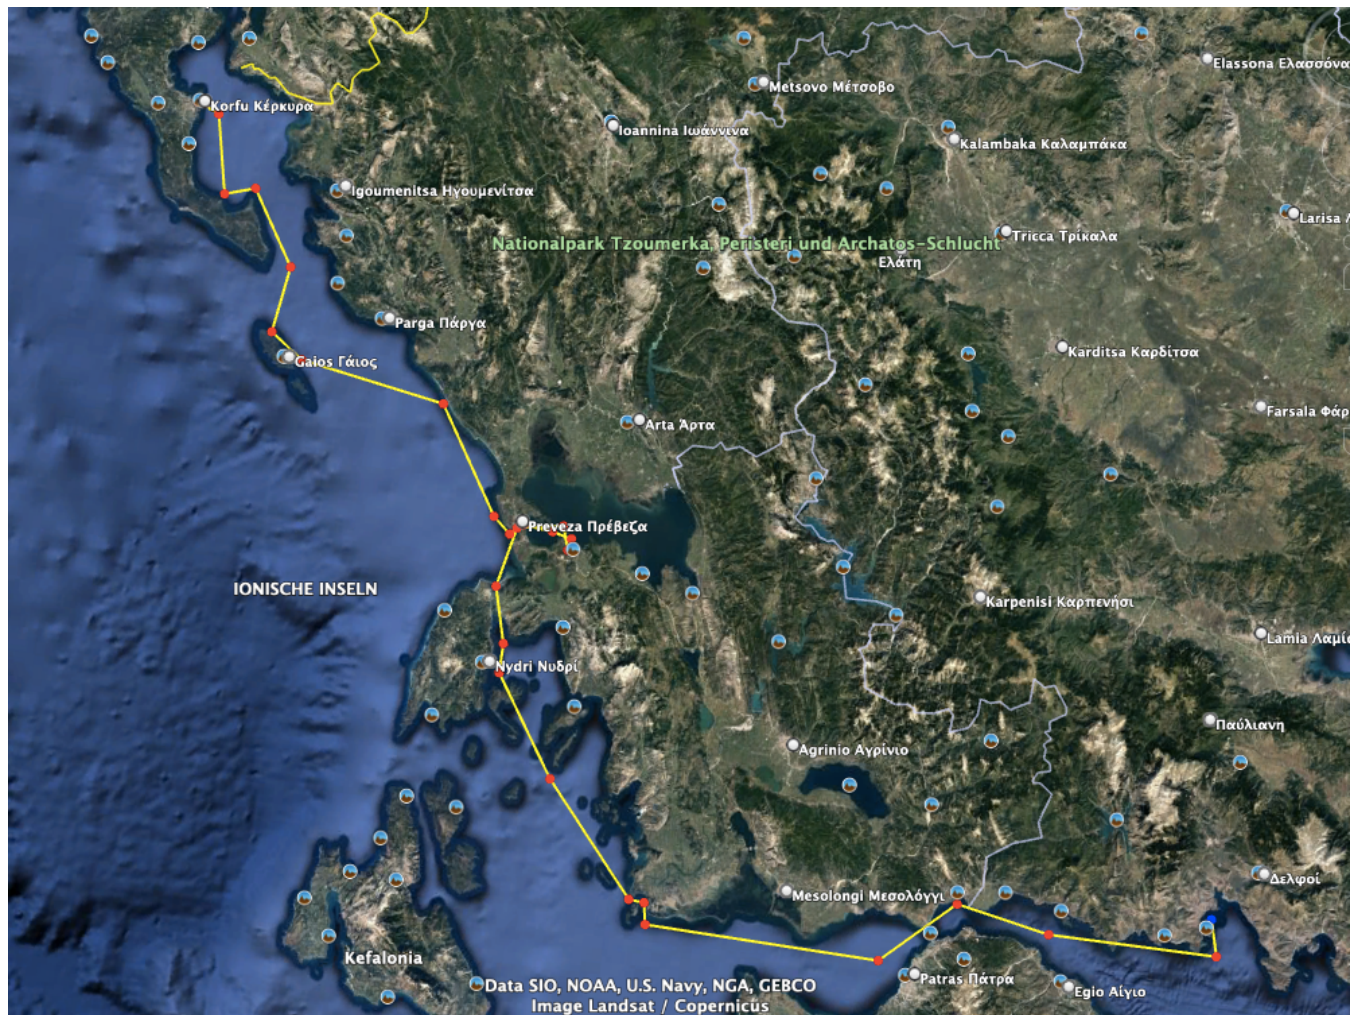 Elassona Ελασσόνα
Metsovo Μέτσοβο
Korfu Κέρκυρα
Ioannina Ιωάννινα
Kalambaka Καλαμπάκα
Igoumenitsa Ηγουμενίτσα
Larisa Λ
Tricca Τρίκαλα
Nationalpark Tzoumerka, Peristeri und Archatos-Schlucht
Ελάτη
Parga Πάργα
Karditsa Καρδίτσα
Gaios Γάιος
Farsala Φάρ
Arta Άρτα
Preveza Πρέβεζα
IONISCHE INSELN
Karpenisi Καρπενήσι
Lamia Λαμία
Nydri Νυδρί
Παύλιανη
Agrinio Αγρίνιο
Δελφοί
Mesolongi Μεσολόγγι
Kefalonia
Patras Πάτρα
Egio Αίγιο
Data SIO, NOAA, U.S. Navy, NGA, GEBCO
Image Landsat / Copernicus